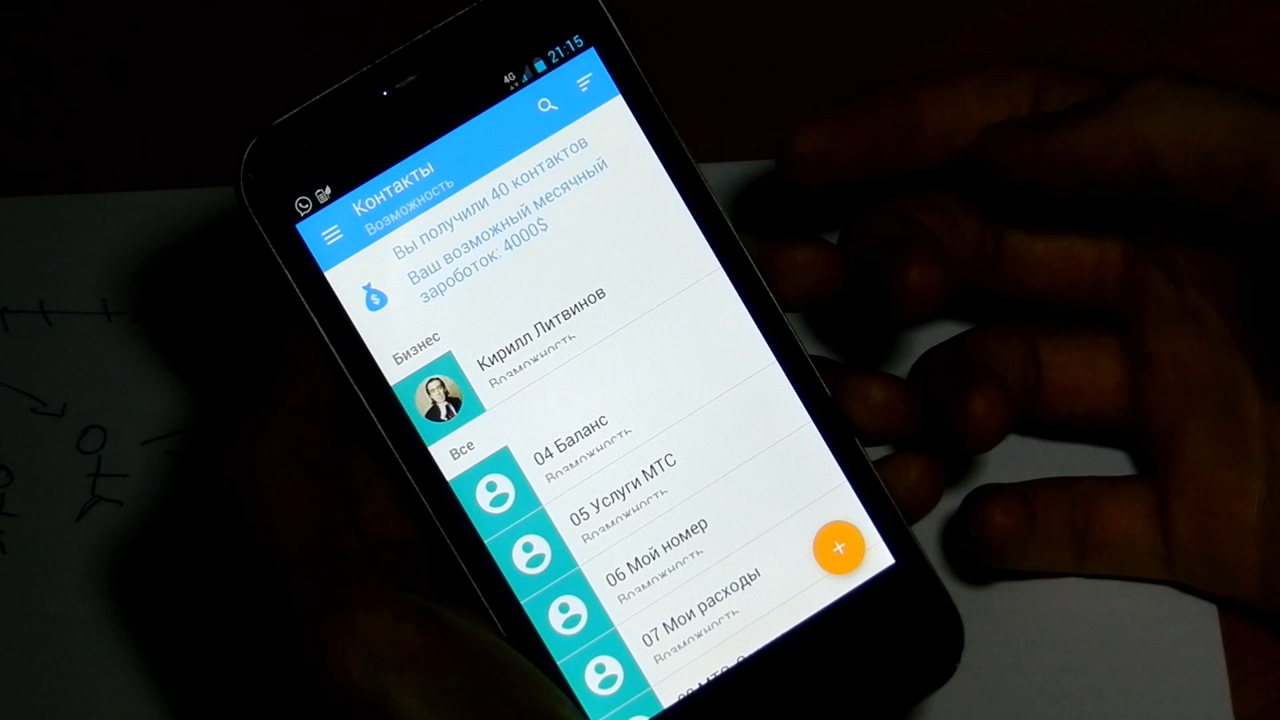 4G 21:15
Контакты
Возможность
Вы получили 40 контактов
Ваш возможный месячный
зароботок: 4000$
Бизнес
Кирилл Литвинов
Возможность
Все
04 Баланс
Возможность
05 Услуги МТС
Возможность
06 Мой номер
Возможность
07 Мои расходы
Возможность